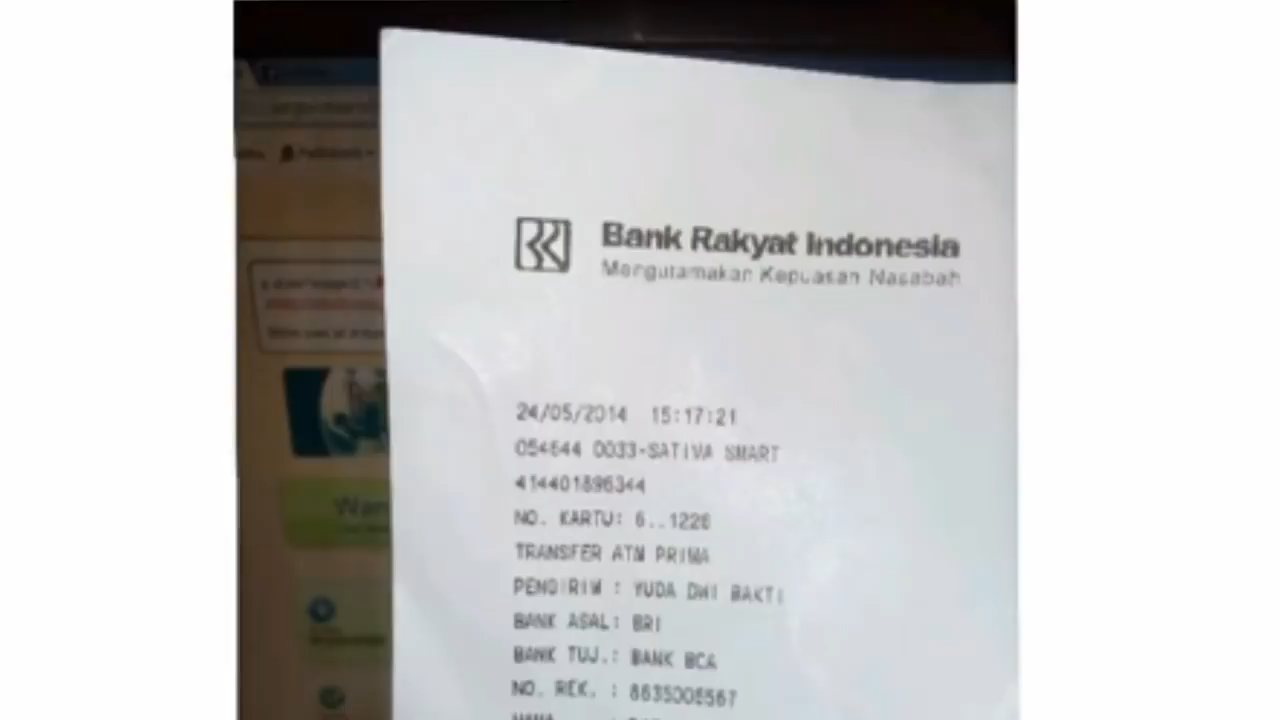 Bank Rakyat Indonesia
Mengutamakan Kepuasan Nasabah
24/05/2014 15:17:21
054644 0033-SATIVA SMART
414401896344
NO. KARTU: 6..1226
TRANSFER ATM PRIMA
PENGIRIM : YUDA DWI BAKTI
BANK ASAL: BRI
BANK TUJ.: BANK BCA
NO. REK. : 8635006567